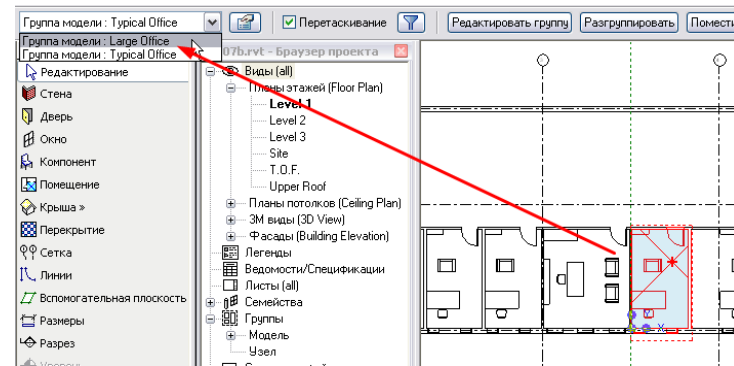 Группа модели : Typical Office
Перетаскивание
Редактировать группу
Разгруппировать
Помести
Группа модели : Large Office
Группа модели : Typical Office
07b.rvt - Браузер проекта
Редактирование
Стена
Дверь
Окно
Компонент
Помещение
Крыша »
Перекрытие
Сетка
Линии
Вспомогательная плоскость
Размеры
Разрез
Виды (all)
Планы этажей (Floor Plan)
Level 1
Level 2
Level 3
Site
T.O.F.
Upper Roof
Планы потолков (Ceiling Plan)
3М виды (3D View)
Фасады (Building Elevation)
Легенды
Ведомости/Спецификации
Листы (all)
Семейства
Группы
Модель
Узел
Y
X